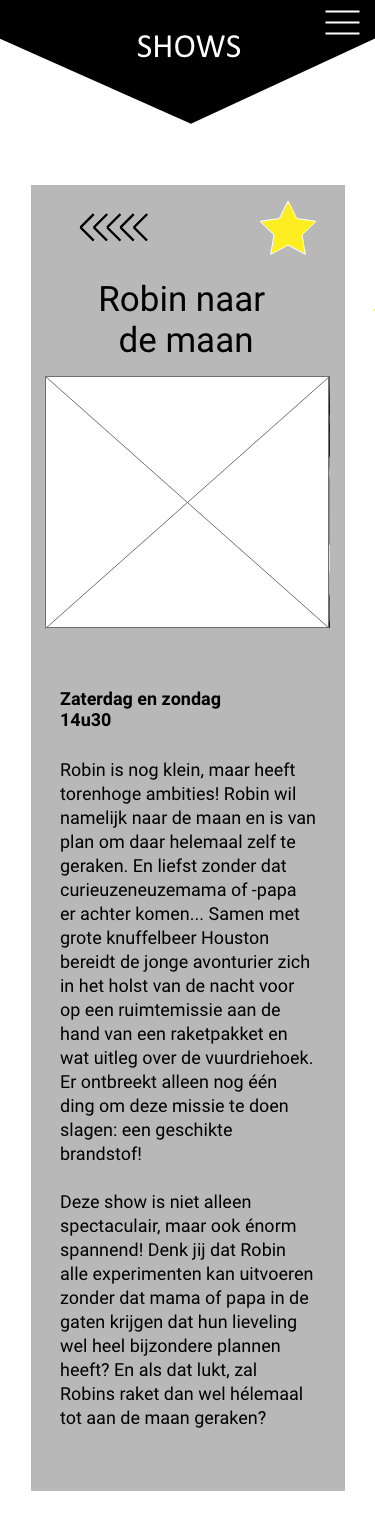 SHOWS
Robin naar
de maan
Zaterdag en zondag
14u30
Robin is nog klein, maar heeft
torenhoge ambities! Robin wil
namelijk naar de maan en is van
plan om daar helemaal zelf te
geraken. En liefst zonder dat
curieuzeneuzemama of -papa
er achter komen... Samen met
grote knuffelbeer Houston
bereidt de jonge avonturier zich
in het holst van de nacht voor
op een ruimtemissie aan de
hand van een raketpakket en
wat uitleg over de vuurdriehoek.
Er ontbreekt alleen nog één
ding om deze missie te doen
slagen: een geschikte
brandstof!
Deze show is niet alleen
spectaculair, maar ook énorm
spannend! Denk jij dat Robin
alle experimenten kan uitvoeren
zonder dat mama of papa in de
gaten krijgen dat hun lieveling
wel heel bijzondere plannen
heeft? En als dat lukt, zal
Robins raket dan wel hélemaal
tot aan de maan geraken?